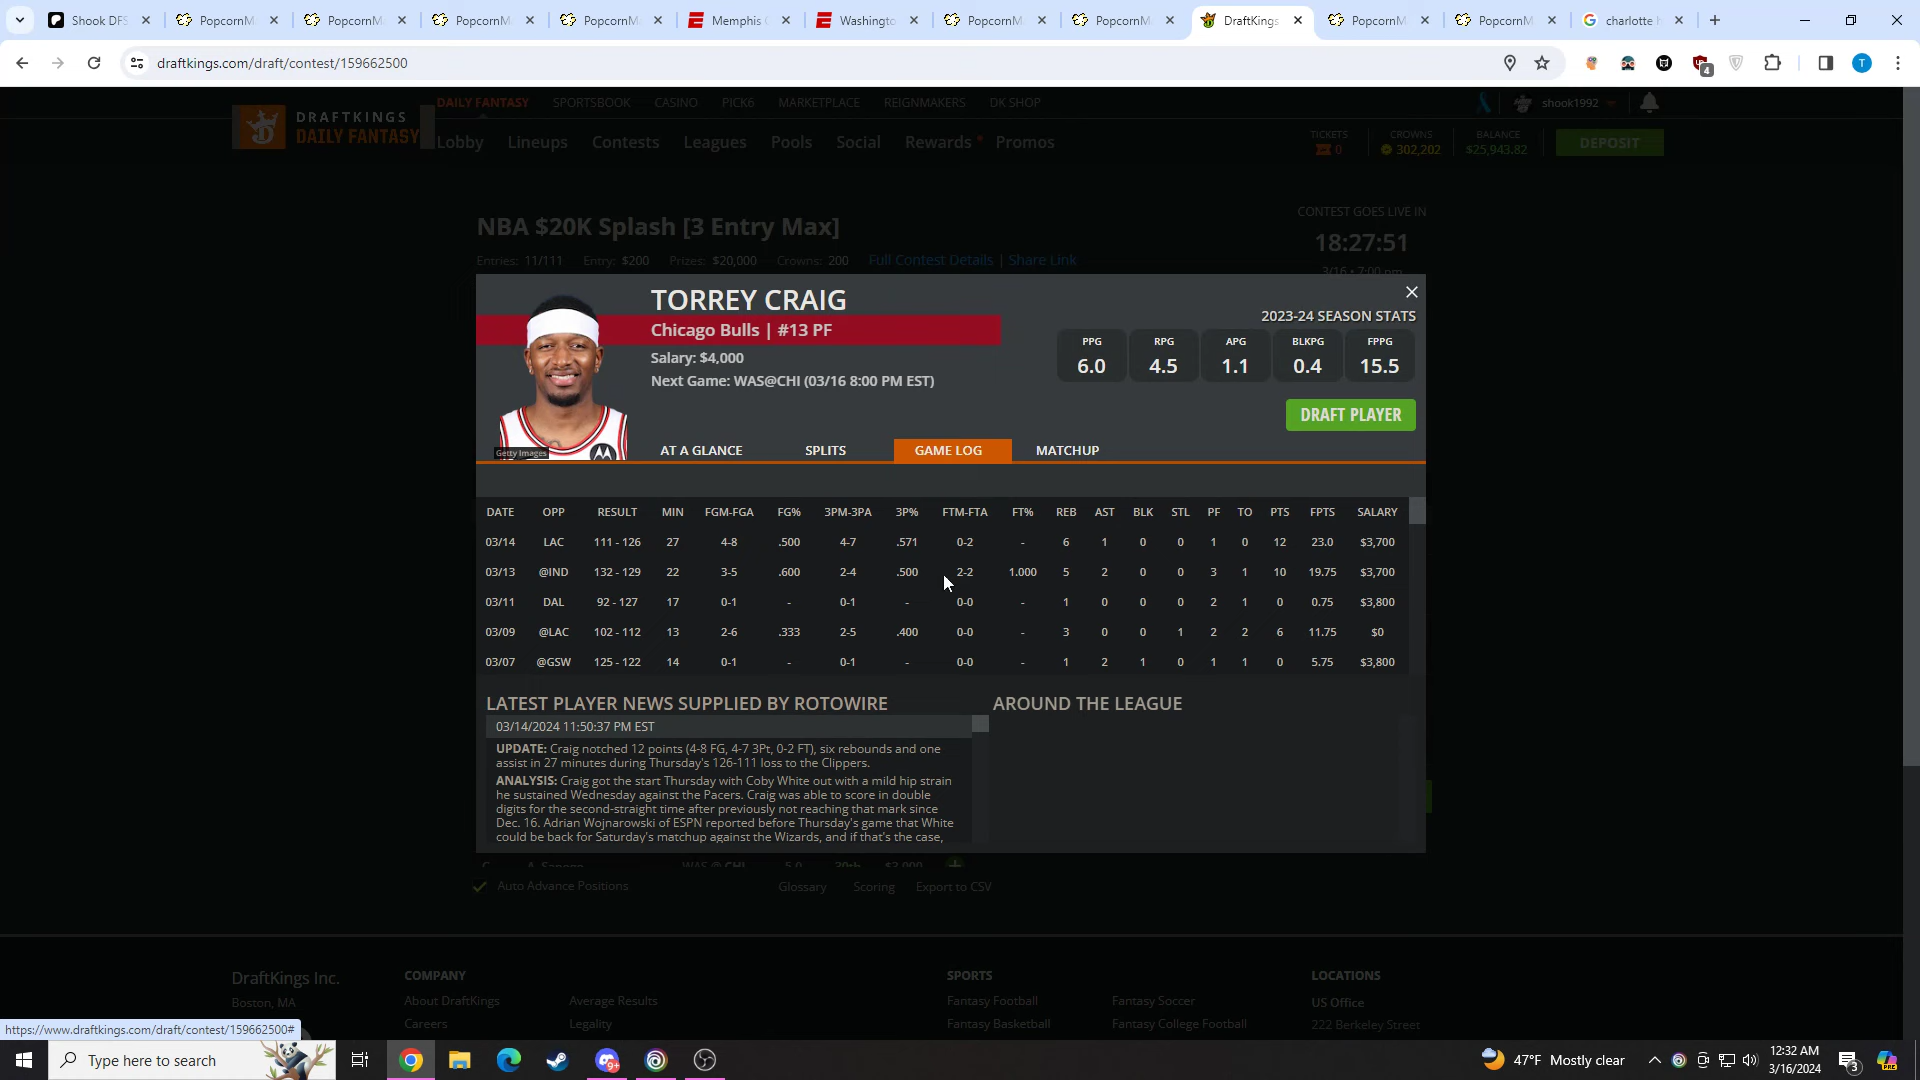 Shook DFS
PopcornM
PopcornM
PopcornM
PopcornM
Memphis
Washingto
PopcornM
PopcornM
DraftKings
PopcornM
PopcornM
charlotte
draftkings.com/draft/contest/159662500
4
T
DRAFTKINGS
DAILY FANTASY
DAILY FANTASY SPORTSBOOK CASINO PICK6 MARKETPLACE REIGNMAKERS DK SHOP
shook1992
Lobby Lineups Contests Leagues Pools Social Rewards Promos
TICKETS
0
CROWNS
302,202
BALANCE
$25,943.82
DEPOSIT
NBA $20K Splash [3 Entry Max]
Entries: 11/111 Entry: $200 Prizes: $20,000 Crowns: 200 Full Contest Details | Share Link
CONTEST GOES LIVE IN
18:27:51
3/16 • 7:00 pm
TORREY CRAIG
Chicago Bulls | #13 PF
Salary: $4,000
Next Game: WAS@CHI (03/16 8:00 PM EST)
Getty Images
2023-24 SEASON STATS
PPG RPG APG BLKPG FPPG
6.0 4.5 1.1 0.4 15.5
DRAFT PLAYER
AT A GLANCE SPLITS GAME LOG MATCHUP
DATE OPP RESULT MIN FGM-FGA FG% 3PM-3PA 3P% FTM-FTA FT% REB AST BLK STL PF TO PTS FPTS SALARY
03/14 LAC 111 - 126 27 4-8 .500 4-7 .571 0-2 - 6 1 0 0 1 0 12 23.0 $3,700
03/13 @IND 132 - 129 22 3-5 .600 2-4 .500 2-2 1.000 5 2 0 0 3 1 10 19.75 $3,700
03/11 DAL 92 - 127 17 0-1 - 0-1 - 0-0 - 1 0 0 0 2 1 0 0.75 $3,800
03/09 @LAC 102 - 112 13 2-6 .333 2-5 .400 0-0 - 3 0 0 1 2 2 6 11.75 $0
03/07 @GSW 125 - 122 14 0-1 - 0-1 - 0-0 - 1 2 1 0 1 1 0 5.75 $3,800
LATEST PLAYER NEWS SUPPLIED BY ROTOWIRE
03/14/2024 11:50:37 PM EST
UPDATE: Craig notched 12 points (4-8 FG, 4-7 3Pt, 0-2 FT), six rebounds and one
assist in 27 minutes during Thursday's 126-111 loss to the Clippers.
ANALYSIS: Craig got the start Thursday with Coby White out with a mild hip strain
he sustained Wednesday against the Pacers. Craig was able to score in double
digits for the second-straight time after previously not reaching that mark since
Dec. 16. Adrian Wojnarowski of ESPN reported before Thursday's game that White
could be back for Saturday's matchup against the Wizards, and if that's the case,
AROUND THE LEAGUE
C A. Sanogo WAS @ CHI 5.0 30th $3,000
Auto Advance Positions Glossary Scoring Export to CSV
DraftKings Inc.
Boston, MA
COMPANY
About DraftKings Average Results
Careers Legality
SPORTS
Fantasy Football Fantasy Soccer
Fantasy Basketball Fantasy College Football
LOCATIONS
US Office
222 Berkeley Street
https://www.draftkings.com/draft/contest/159662500#
Type here to search
9+
47°F Mostly clear
12:32 AM
3/16/2024
3